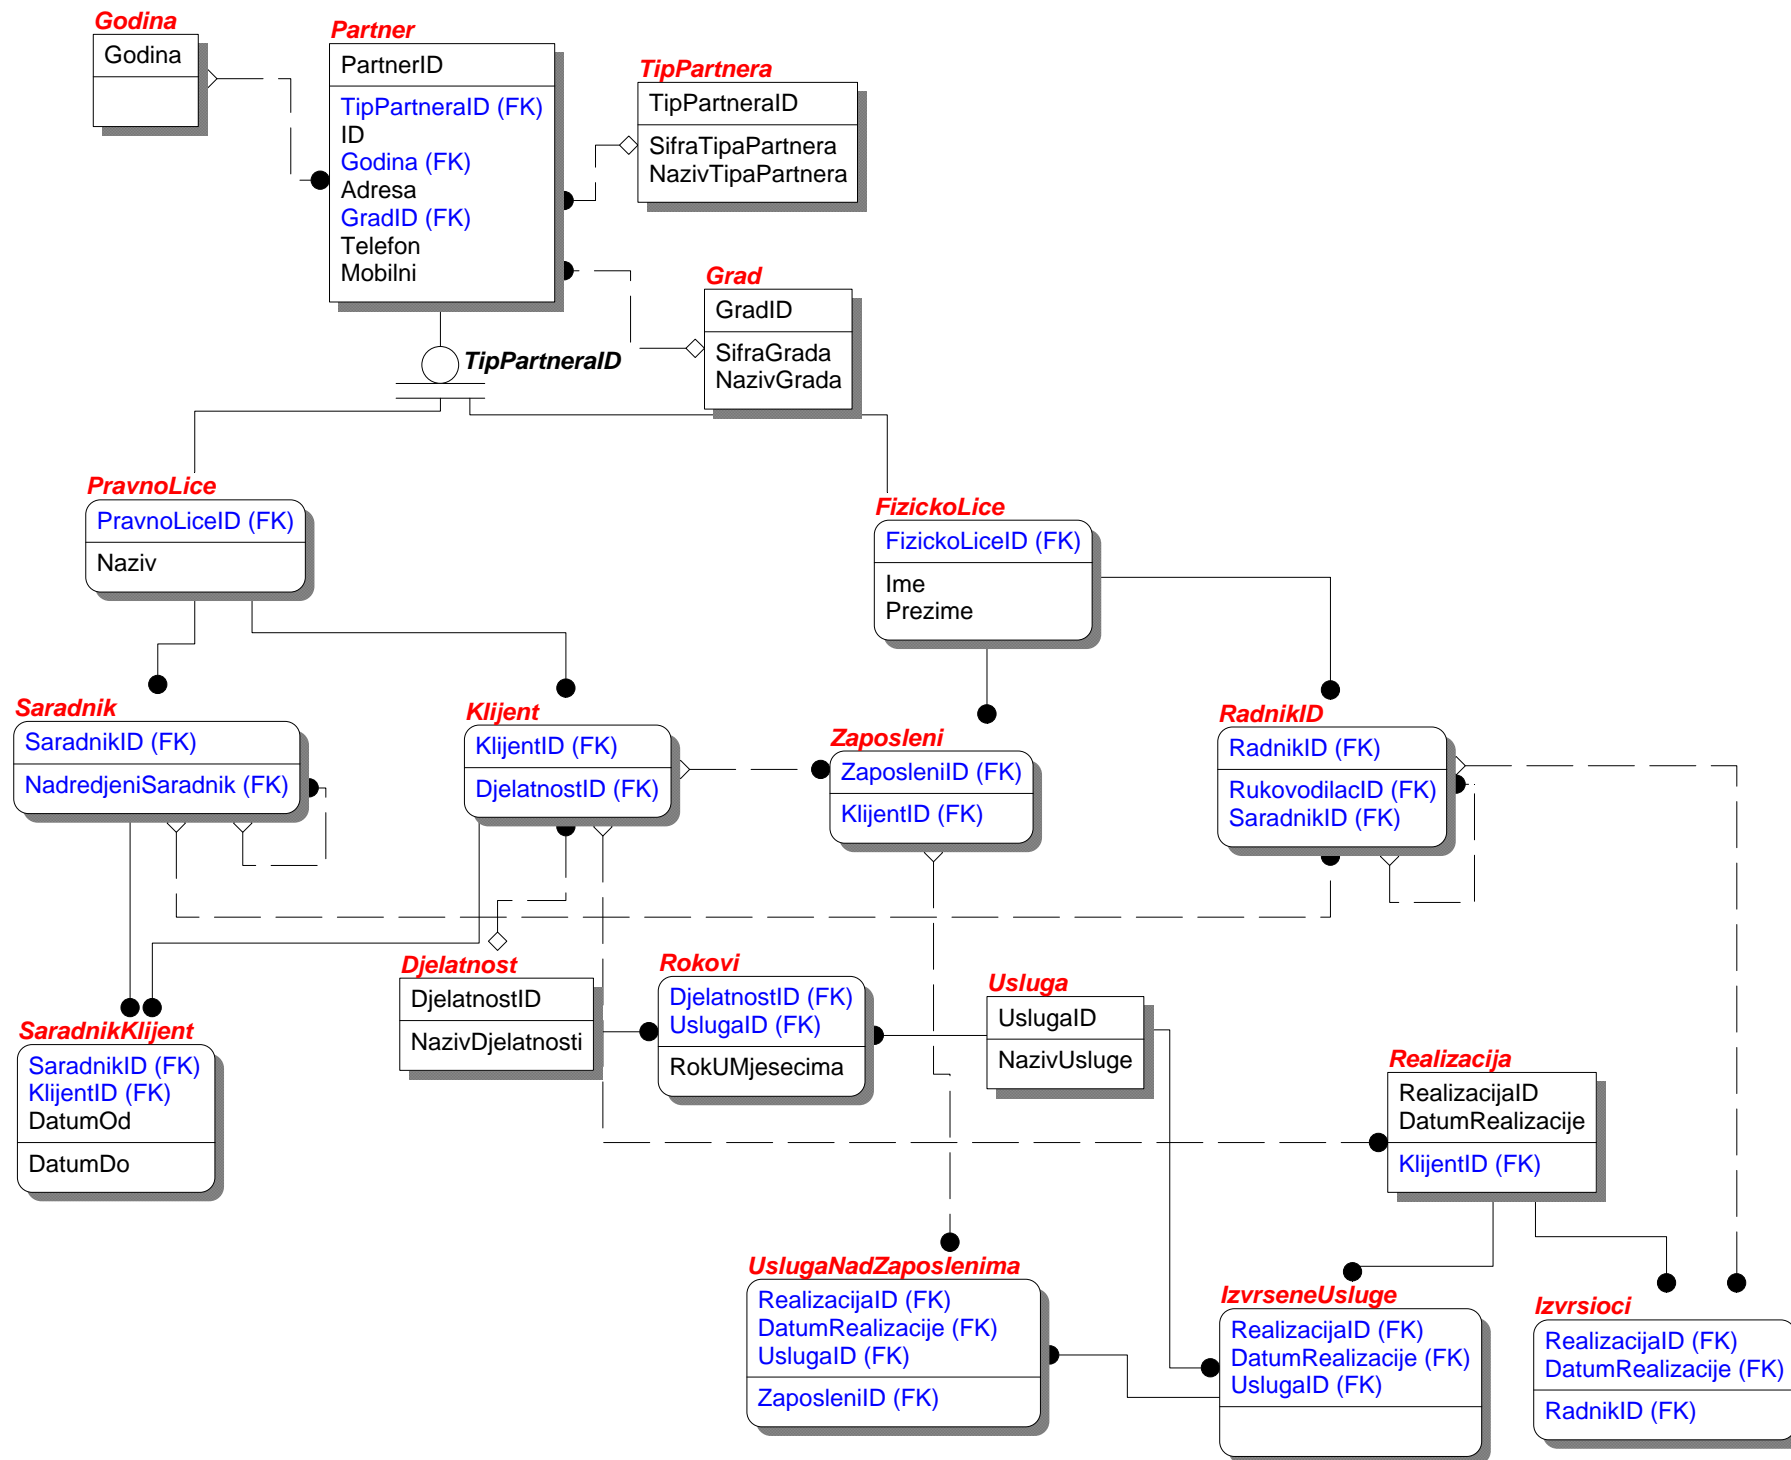 Godina
Godina
Partner
PartnerID
TipPartneraID (FK)
ID
Godina (FK)
Adresa
GradID (FK)
Telefon
Mobilni
TipPartnera
TipPartneraID
SifraTipaPartnera
NazivTipaPartnera
Grad
GradID
SifraGrada
NazivGrada
TipPartneraID
PravnoLice
PravnoLiceID (FK)
Naziv
FizickoLice
FizickoLiceID (FK)
Ime
Prezime
Saradnik
SaradnikID (FK)
NadredjeniSaradnik (FK)
Klijent
KlijentID (FK)
DjelatnostID (FK)
Zaposleni
ZaposleniID (FK)
KlijentID (FK)
RadnikID
RadnikID (FK)
RukovodilacID (FK)
SaradnikID (FK)
SaradnikKlijent
SaradnikID (FK)
KlijentID (FK)
DatumOd
DatumDo
Djelatnost
DjelatnostID
NazivDjelatnosti
Rokovi
DjelatnostID (FK)
UslugaID (FK)
RokUMjesecima
Usluga
UslugaID
NazivUsluge
Realizacija
RealizacijaID
DatumRealizacije
KlijentID (FK)
UslugaNadZaposlenima
RealizacijaID (FK)
DatumRealizacije (FK)
UslugaID (FK)
ZaposleniID (FK)
IzvrseneUsluge
RealizacijaID (FK)
DatumRealizacije (FK)
UslugaID (FK)
Izvrsioci
RealizacijaID (FK)
DatumRealizacije (FK)
RadnikID (FK)